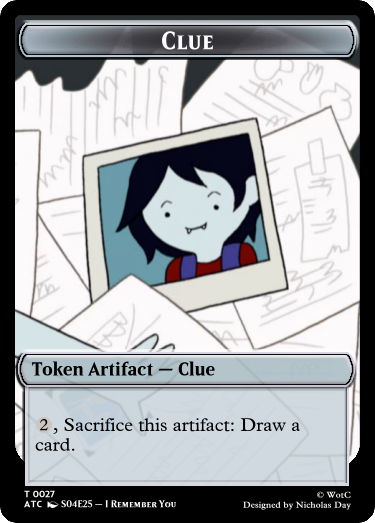 Clue
Token Artifact — Clue
2, Sacrifice this artifact: Draw a
card.
T 0027 © WotC
ATC S04E25 — I Remember You Designed by Nicholas Day